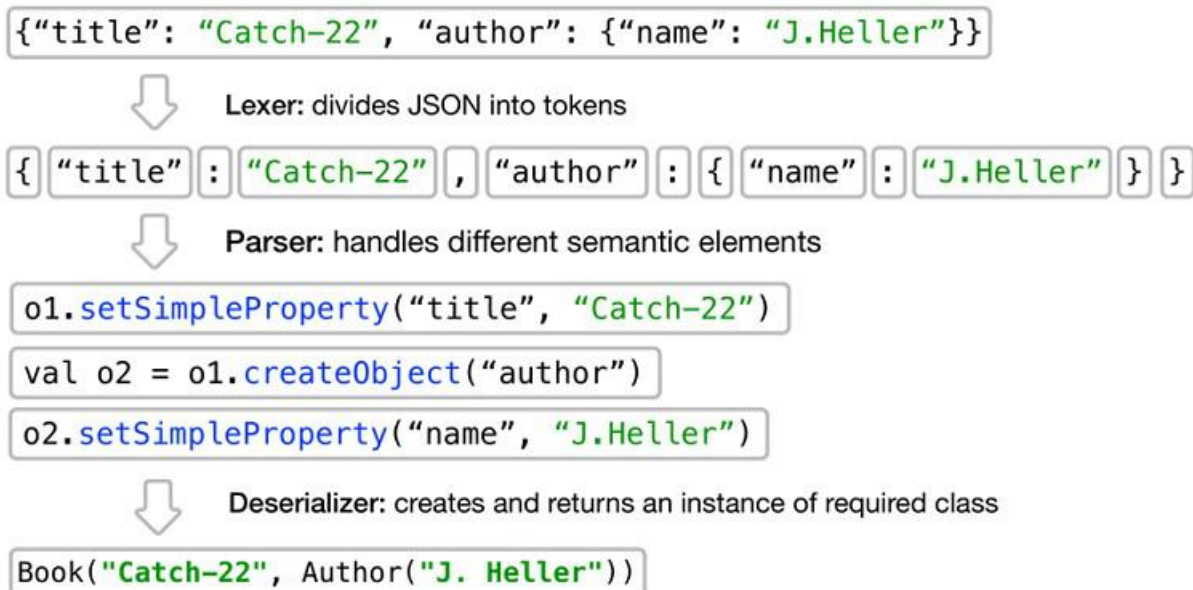 {“title”: “Catch-22”, “author”: {“name”: “J.Heller”}}
Lexer: divides JSON into tokens
{ “title” : “Catch-22” , “author” : { “name” : “J.Heller” } }
Parser: handles different semantic elements
o1.setSimpleProperty(“title”, “Catch-22”)
val o2 = o1.createObject(“author”)
o2.setSimpleProperty(“name”, “J.Heller”)
Deserializer: creates and returns an instance of required class
Book("Catch-22", Author("J. Heller"))